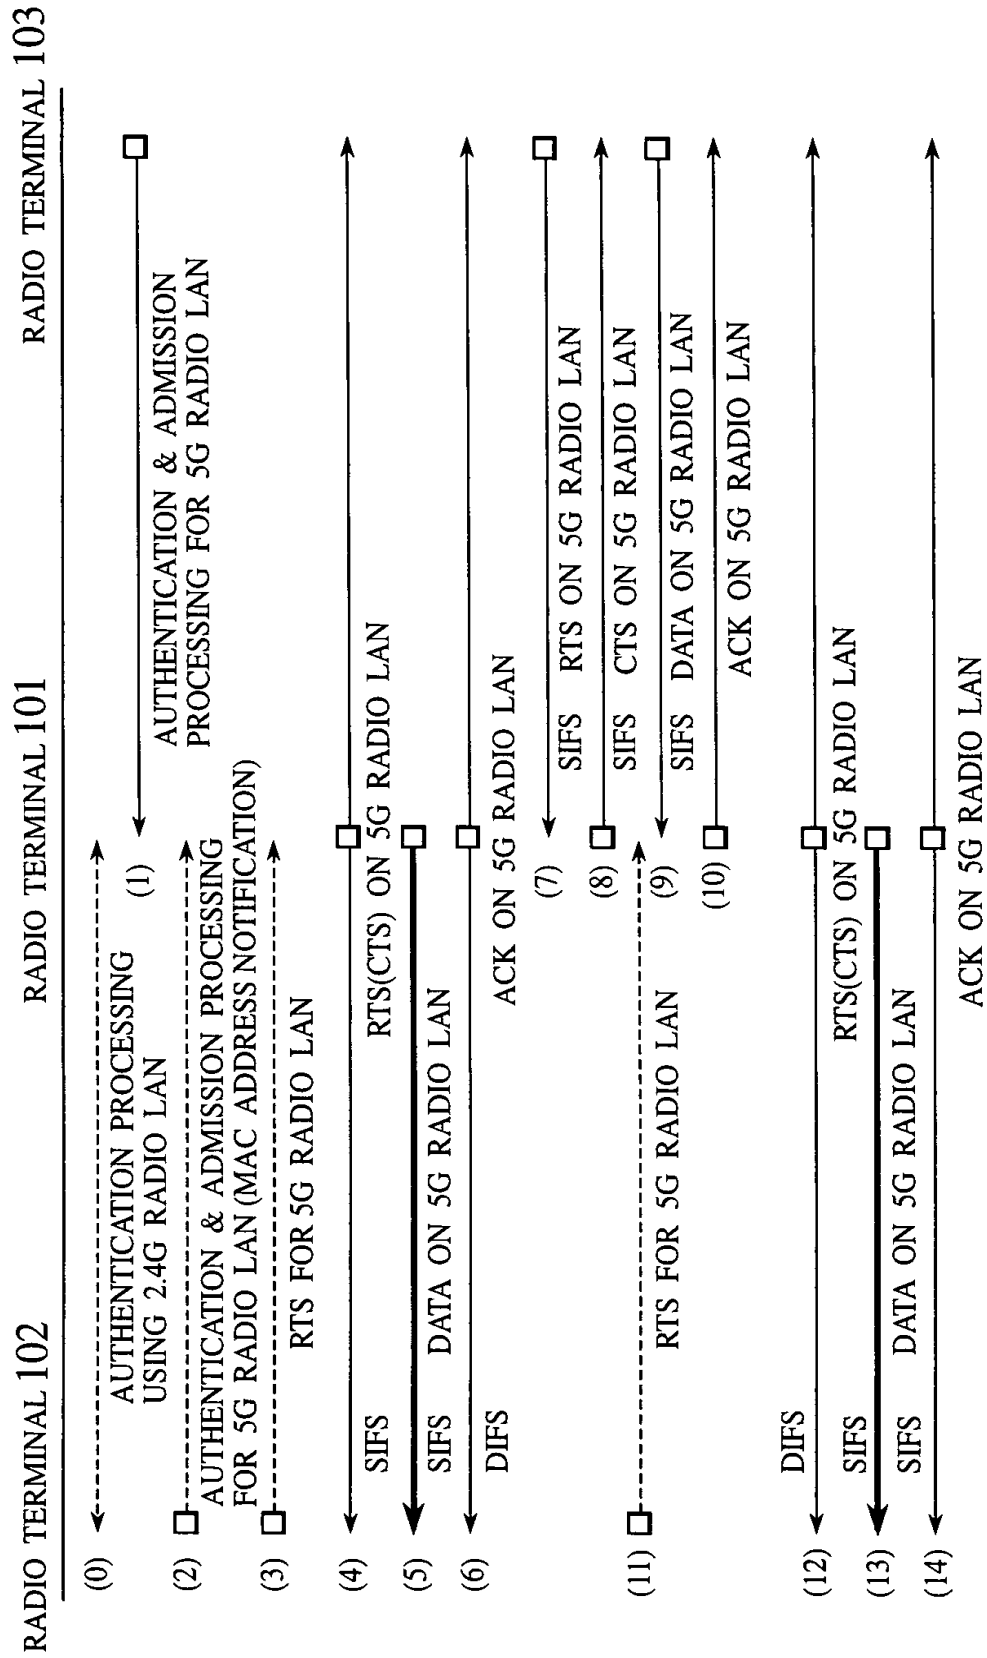 RADIO TERMINAL 102
RADIO TERMINAL 101
RADIO TERMINAL 103
(0)
AUTHENTICATION PROCESSING
USING 2.4G RADIO LAN
(1)
AUTHENTICATION & ADMISSION
PROCESSING FOR 5G RADIO LAN
(2)
AUTHENTICATION & ADMISSION PROCESSING
FOR 5G RADIO LAN (MAC ADDRESS NOTIFICATION)
(3)
RTS FOR 5G RADIO LAN
(4)
SIFS
RTS(CTS) ON 5G RADIO LAN
(5)
SIFS
DATA ON 5G RADIO LAN
(6)
DIFS
ACK ON 5G RADIO LAN
(7)
SIFS
RTS ON 5G RADIO LAN
(8)
SIFS
CTS ON 5G RADIO LAN
(11)
RTS FOR 5G RADIO LAN
(9)
SIFS
DATA ON 5G RADIO LAN
(10)
ACK ON 5G RADIO LAN
DIFS
(12)
SIFS
RTS(CTS) ON 5G RADIO LAN
(13)
SIFS
DATA ON 5G RADIO LAN
(14)
ACK ON 5G RADIO LAN